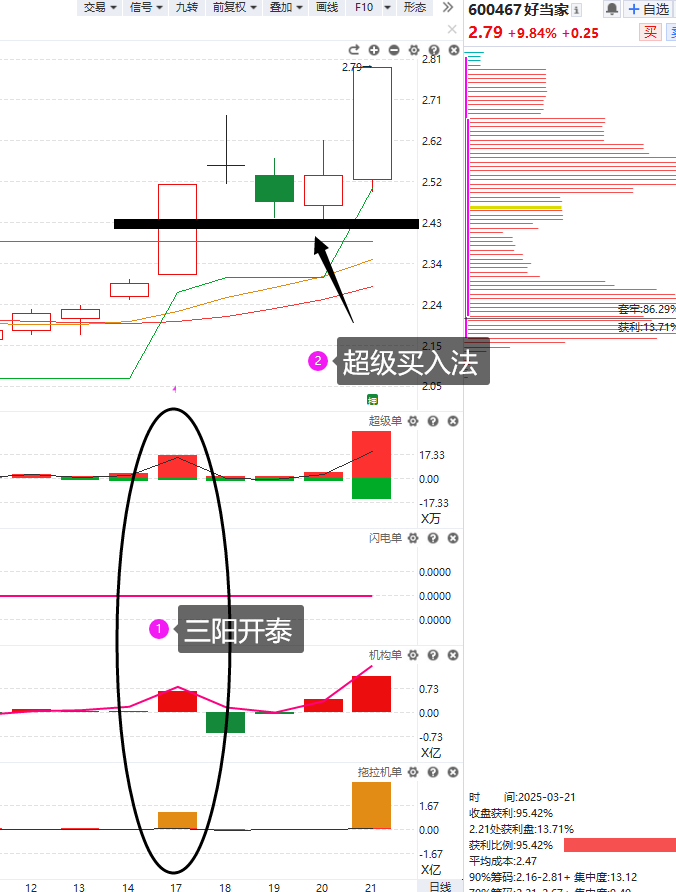 交易 信号 九转 前复权 叠加 画线 F10 形态
600467 好当家
+自选
2.79 +9.84% +0.25
买
2.79
2.81
2.71
2.62
2.52
2.43
2.34
2.24
套牢:86.29%
获利:13.71%
2.15
2 超级买入法
2.05
押
超级单
17.33
0.00
-17.33
X万
闪电单
0.0000
0.0000
0.0000
1 三阳开泰
机构单
0.73
0.00
-0.73
X亿
拖拉机单
1.67
0.00
-1.67
X亿
12 13 14 17 18 19 20 21 日线
时 间:2025-03-21
收盘获利:95.42%
2.21处获利盘:13.71%
获利比例:95.42%
平均成本:2.47
90%筹码:2.16-2.81+ 集中度:13.12